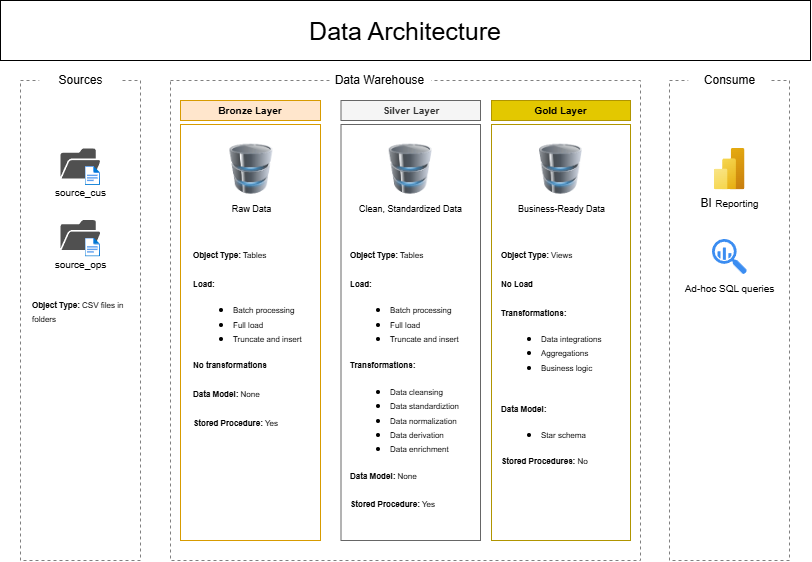 Data Architecture
Sources
source_cus
source_ops
Object Type: CSV files in
folders
Data Warehouse
Bronze Layer
Raw Data
Object Type: Tables
Load:
Batch processing
Full load
Truncate and insert
No transformations
Data Model: None
Stored Procedure: Yes
Silver Layer
Clean, Standardized Data
Object Type: Tables
Load:
Batch processing
Full load
Truncate and insert
Transformations:
Data cleansing
Data standardiztion
Data normalization
Data derivation
Data enrichment
Data Model: None
Stored Procedure: Yes
Gold Layer
Business-Ready Data
Object Type: Views
No Load
Transformations:
Data integrations
Aggregations
Business logic
Data Model:
Star schema
Stored Procedures: No
Consume
BI Reporting
Ad-hoc SQL queries